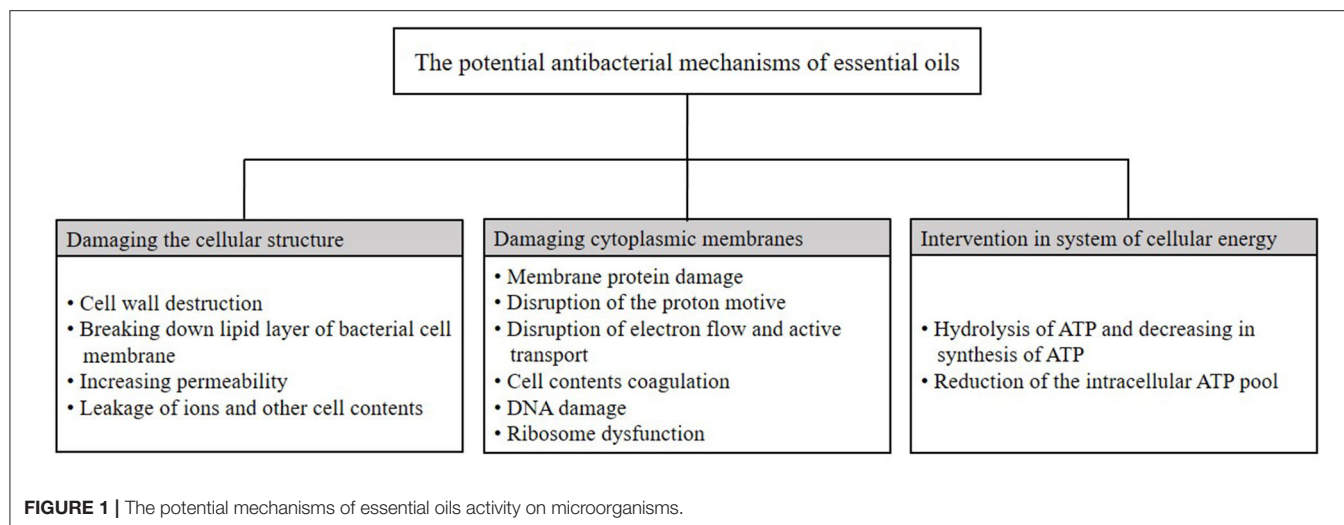 The potential antibacterial mechanisms of essential oils
Damaging the cellular structure
• Cell wall destruction
• Breaking down lipid layer of bacterial cell
membrane
• Increasing permeability
• Leakage of ions and other cell contents
Damaging cytoplasmic membranes
• Membrane protein damage
• Disruption of the proton motive
• Disruption of electron flow and active
transport
• Cell contents coagulation
• DNA damage
• Ribosome dysfunction
Intervention in system of cellular energy
• Hydrolysis of ATP and decreasing in
synthesis of ATP
• Reduction of the intracellular ATP pool
FIGURE 1 | The potential mechanisms of essential oils activity on microorganisms.